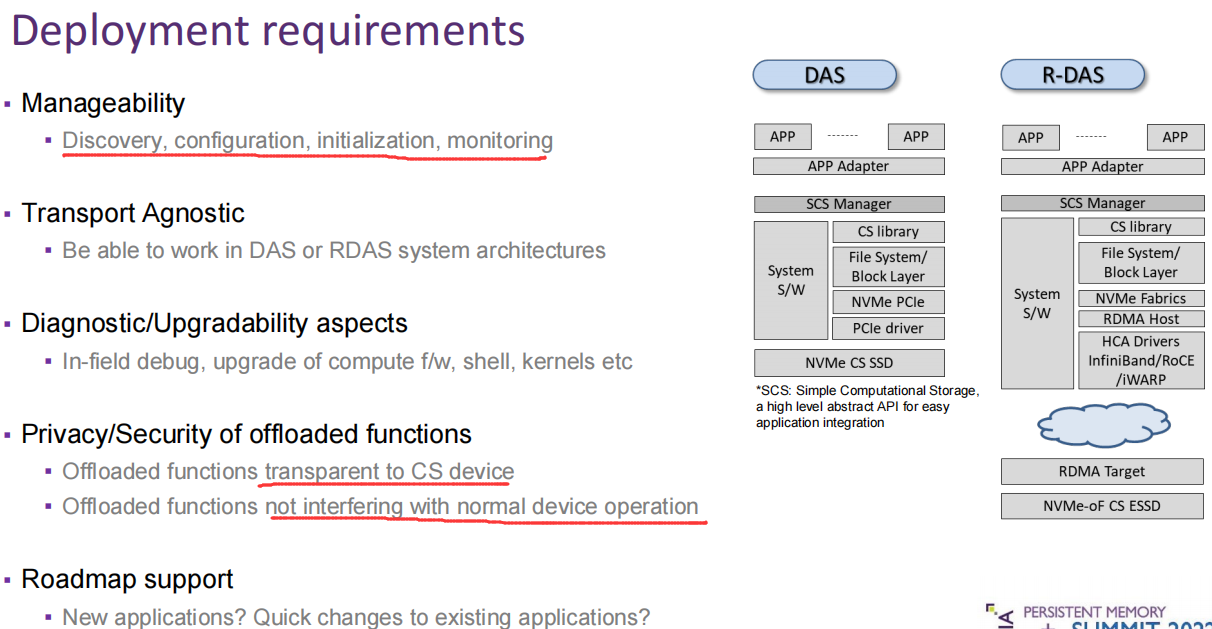 Deployment requirements
▪ Manageability
▪ Discovery, configuration, initialization, monitoring
▪ Transport Agnostic
▪ Be able to work in DAS or RDAS system architectures
▪ Diagnostic/Upgradability aspects
▪ In-field debug, upgrade of compute f/w, shell, kernels etc
▪ Privacy/Security of offloaded functions
▪ Offloaded functions transparent to CS device
▪ Offloaded functions not interfering with normal device operation
▪ Roadmap support
▪ New applications? Quick changes to existing applications?
DAS
APP ------- APP
APP Adapter
SCS Manager
System
S/W
CS library
File System/
Block Layer
NVMe PCIe
PCIe driver
NVMe CS SSD
*SCS: Simple Computational Storage,
a high level abstract API for easy
application integration
R-DAS
APP ------- APP
APP Adapter
SCS Manager
System
S/W
CS library
File System/
Block Layer
NVMe Fabrics
RDMA Host
HCA Drivers
InfiniBand/RoCE
/iWARP
RDMA Target
NVMe-oF CS ESSD
PERSISTENT MEMORY
+ SUMMIT 2022